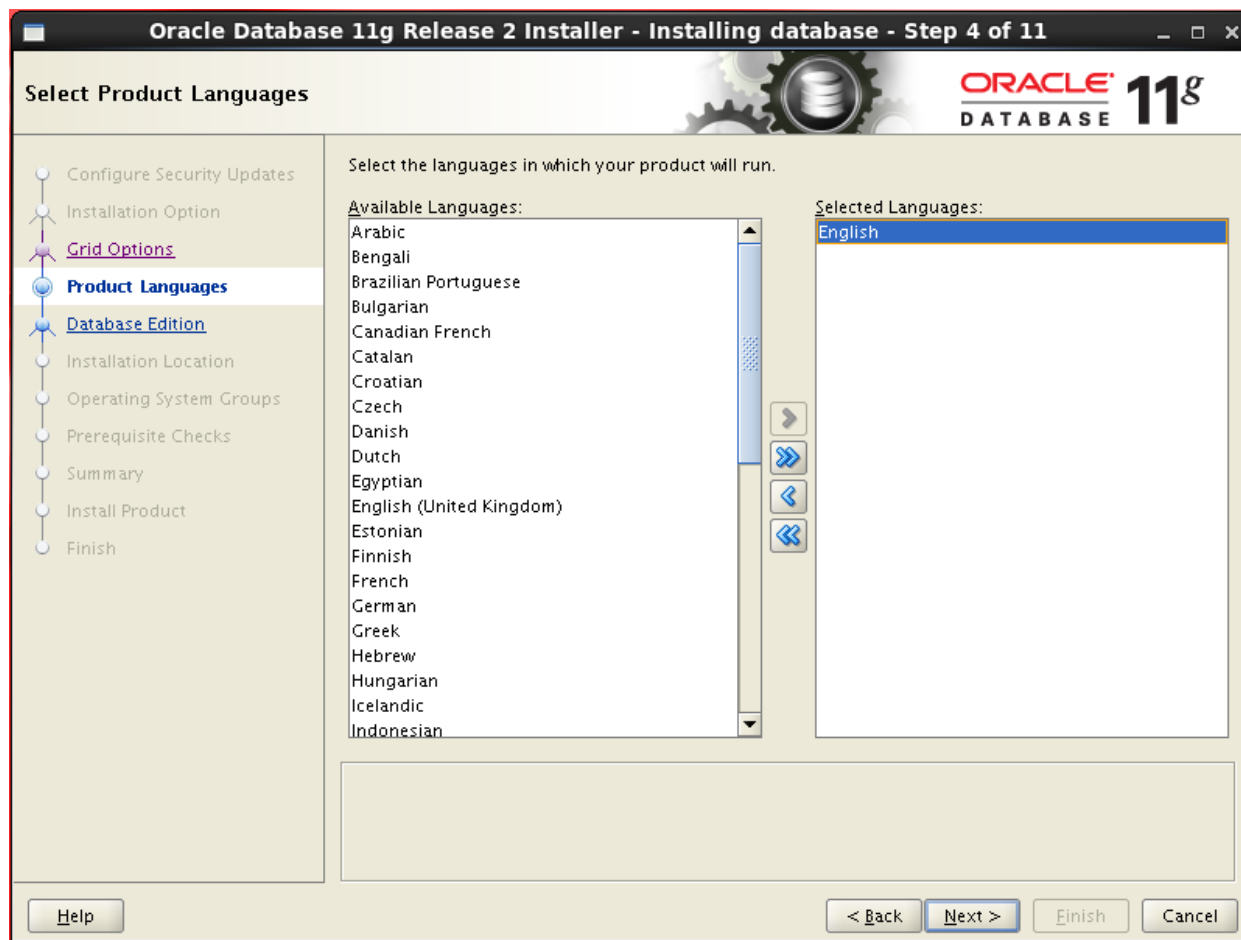 Oracle Database 11g Release 2 Installer - Installing database - Step 4 of 11
Select Product Languages
ORACLE
DATABASE
11g
Configure Security Updates
Installation Option
Grid Options
Product Languages
Database Edition
Installation Location
Operating System Groups
Prerequisite Checks
Summary
Install Product
Finish
Select the languages in which your product will run.
Available Languages:
Arabic
Bengali
Brazilian Portuguese
Bulgarian
Canadian French
Catalan
Croatian
Czech
Danish
Dutch
Egyptian
English (United Kingdom)
Estonian
Finnish
French
German
Greek
Hebrew
Hungarian
Icelandic
Indonesian
Selected Languages:
English
Help
< Back
Next >
Finish
Cancel